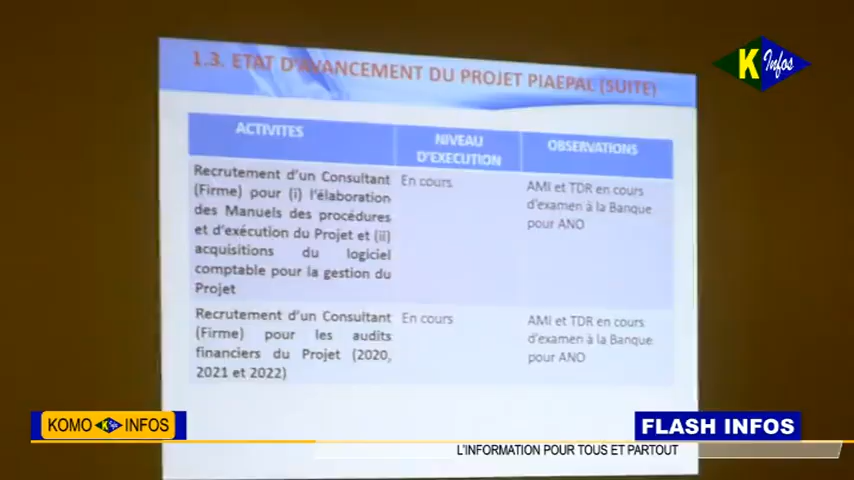 K Infos
1.3. ETAT D'AVANCEMENT DU PROJET PIAEPAL (SUITE)
ACTIVITES
NIVEAU
D'EXECUTION
OBSERVATIONS
Recrutement d'un Consultant
(Firme) pour (i) l'élaboration
des Manuels des procédures
et d'exécution du Projet et (ii)
acquisitions du logiciel
comptable pour la gestion du
Projet
En cours
AMI et TDR en cours
d'examen à la Banque
pour ANO
Recrutement d'un Consultant
(Firme) pour les audits
financiers du Projet (2020,
2021 et 2022)
En cours
AMI et TDR en cours
d'examen à la Banque
pour ANO
KOMO K Infos INFOS
FLASH INFOS
L'INFORMATION POUR TOUS ET PARTOUT